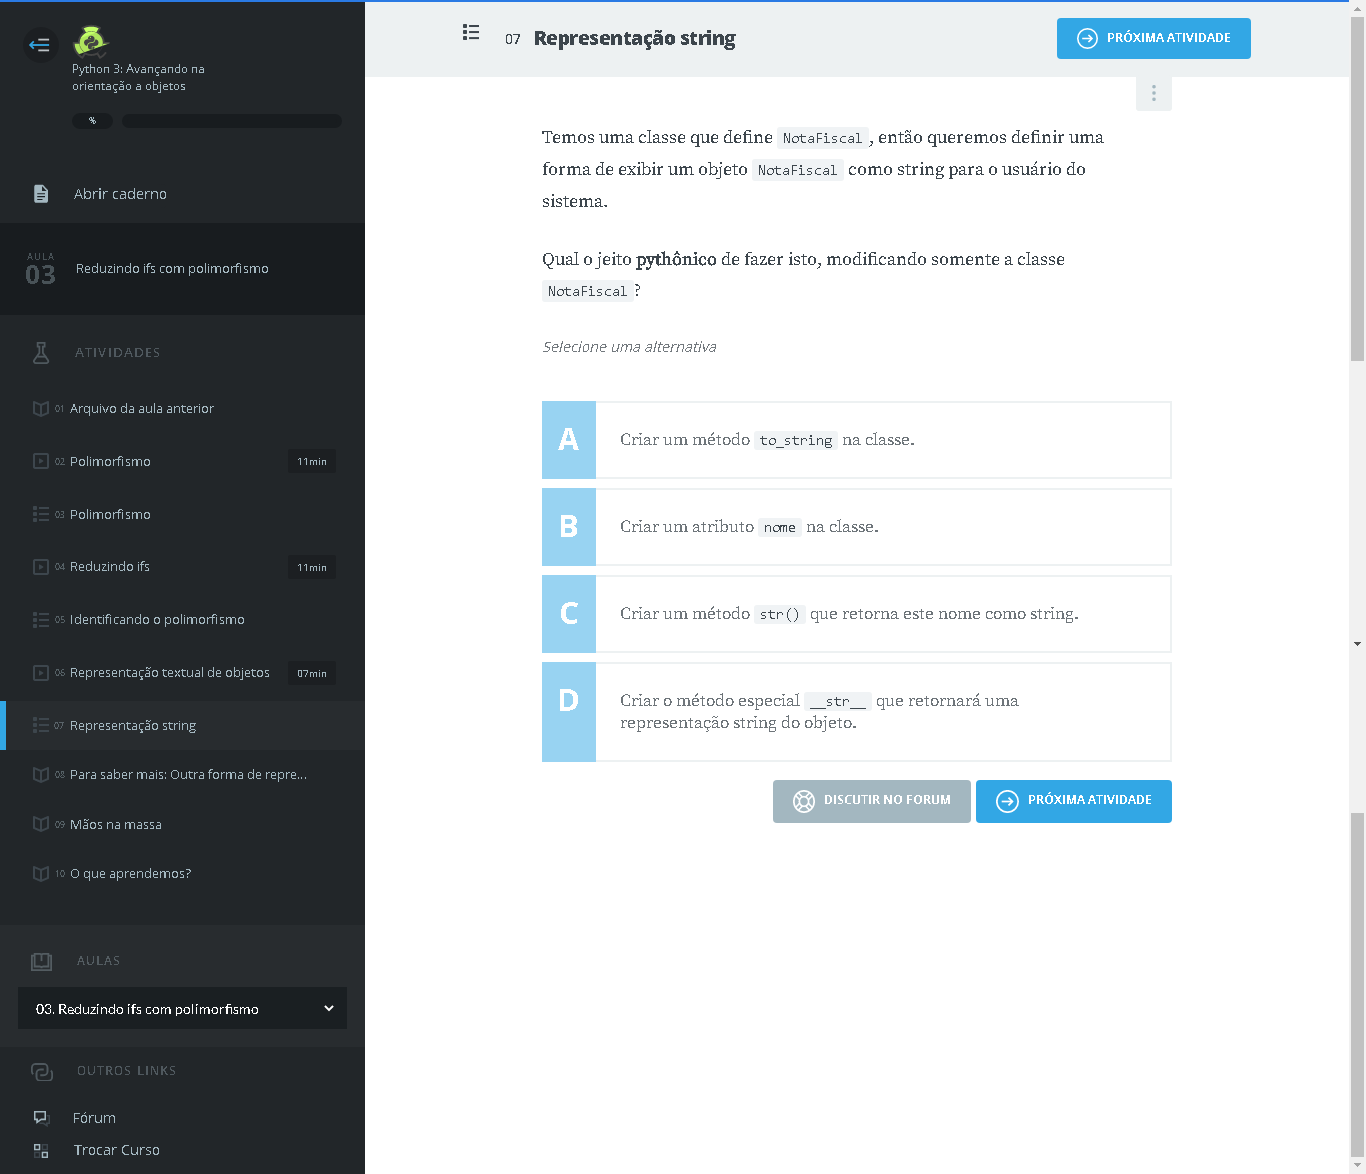 Python 3: Avançando na
orientação a objetos
%
Abrir caderno
AULA
03
Reduzindo ifs com polimorfismo
ATIVIDADES
01 Arquivo da aula anterior
02 Polimorfismo 11min
03 Polimorfismo
04 Reduzindo ifs 11min
05 Identificando o polimorfismo
06 Representação textual de objetos 07min
07 Representação string
08 Para saber mais: Outra forma de repre...
09 Mãos na massa
10 O que aprendemos?
AULAS
03. Reduzindo ifs com polimorfismo
OUTROS LINKS
Fórum
Trocar Curso
07 Representação string
PRÓXIMA ATIVIDADE
Temos uma classe que define NotaFiscal, então queremos definir uma
forma de exibir um objeto NotaFiscal como string para o usuário do
sistema.
Qual o jeito pythônico de fazer isto, modificando somente a classe
NotaFiscal?
Selecione uma alternativa
A Criar um método to_string na classe.
B Criar um atributo nome na classe.
C Criar um método str() que retorna este nome como string.
D Criar o método especial __str__ que retornará uma
representação string do objeto.
DISCUTIR NO FORUM
PRÓXIMA ATIVIDADE